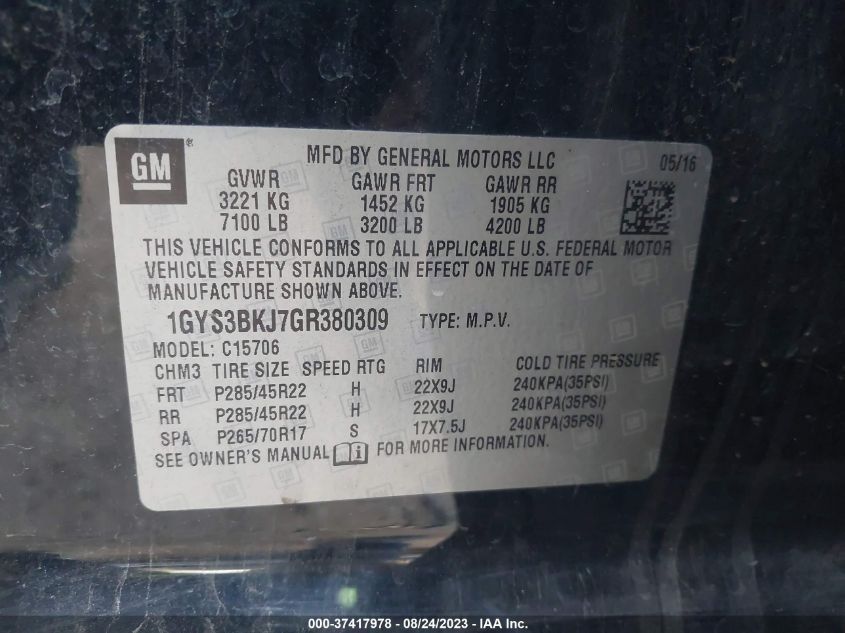 GM ®
MFD BY GENERAL MOTORS LLC 05/16
GVWR GAWR FRT GAWR RR
3221 KG 1452 KG 1905 KG
7100 LB 3200 LB 4200 LB
THIS VEHICLE CONFORMS TO ALL APPLICABLE U.S. FEDERAL MOTOR
VEHICLE SAFETY STANDARDS IN EFFECT ON THE DATE OF
MANUFACTURE SHOWN ABOVE.
1GYS3BKJ7GR380309 TYPE: M.P.V.
MODEL: C15706
CHM3 TIRE SIZE SPEED RTG RIM COLD TIRE PRESSURE
FRT P285/45R22 H 22X9J 240KPA(35PSI)
RR P285/45R22 H 22X9J 240KPA(35PSI)
SPA P265/70R17 S 17X7.5J 240KPA(35PSI)
SEE OWNER'S MANUAL i FOR MORE INFORMATION.
000-37417978 - 08/24/2023 - Copyright © 2023 IAA, Inc.